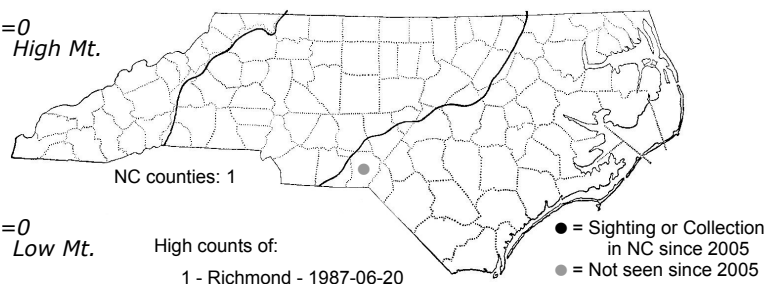 =0
High Mt.
NC counties: 1
=0
Low Mt.
High counts of:
1 - Richmond - 1987-06-20
● = Sighting or Collection
in NC since 2005
● = Not seen since 2005